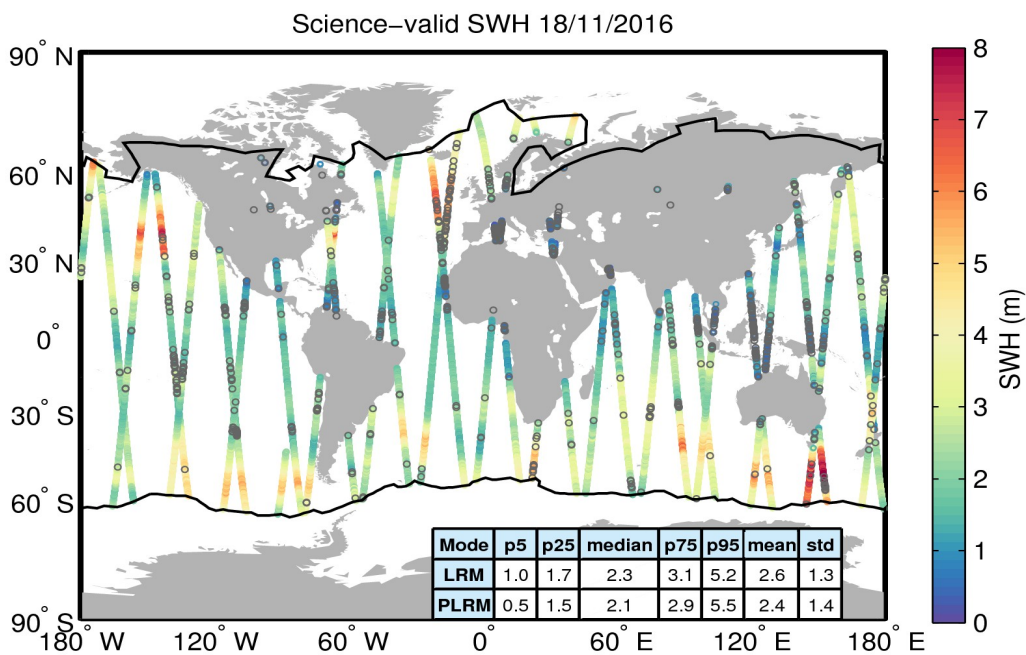 Science−valid SWH 18/11/2016
90° N
60° N
30° N
0°
30° S
60° S
90° S
180° W
120° W
60° W
0°
60° E
120° E
180° E
8
7
6
5
4
3
2
1
0
SWH (m)
Mode p5 p25 median p75 p95 mean std
LRM 1.0 1.7 2.3 3.1 5.2 2.6 1.3
PLRM 0.5 1.5 2.1 2.9 5.5 2.4 1.4